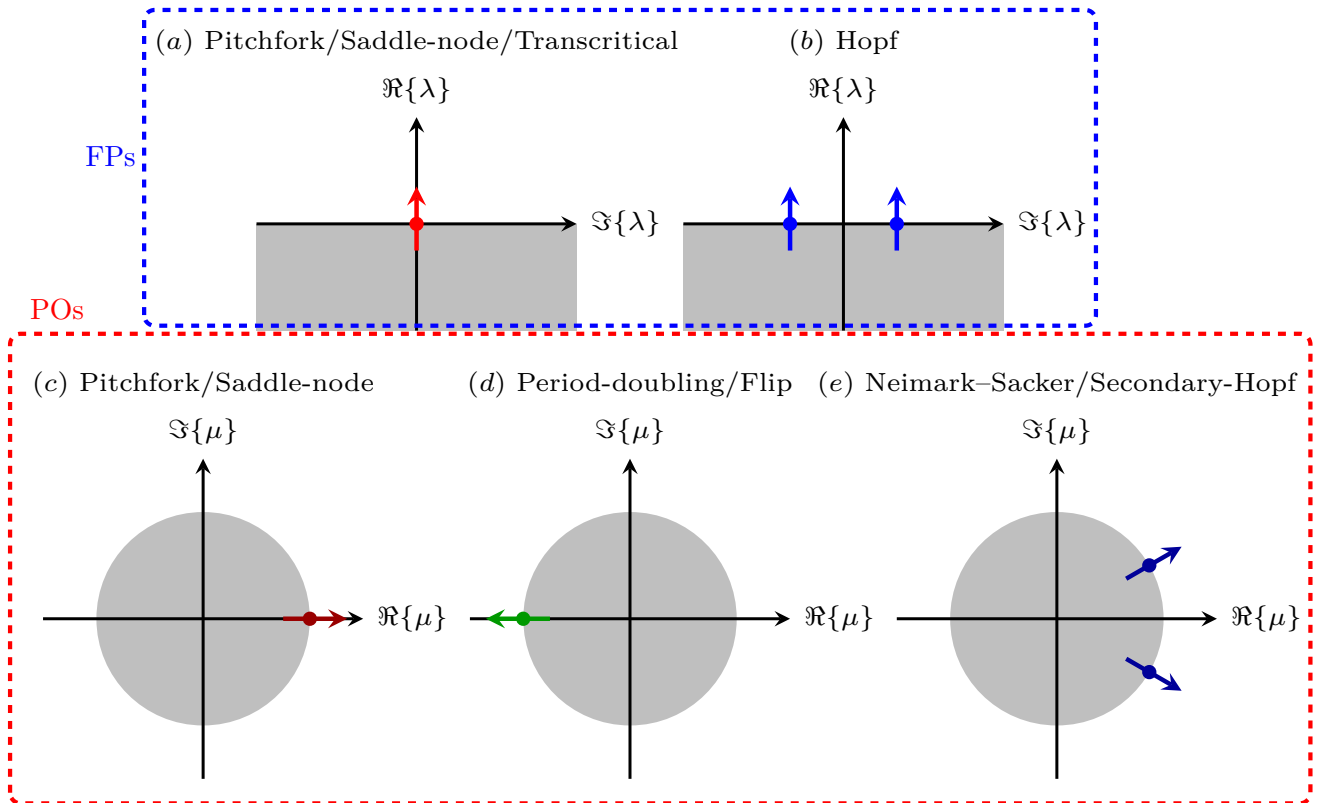 (a) Pitchfork/Saddle-node/Transcritical
(b) Hopf
ℜ{λ}
ℜ{λ}
FPs
ℑ{λ}
ℑ{λ}
POs
(c) Pitchfork/Saddle-node
(d) Period-doubling/Flip
(e) Neimark–Sacker/Secondary-Hopf
ℑ{μ}
ℑ{μ}
ℑ{μ}
ℜ{μ}
ℜ{μ}
ℜ{μ}